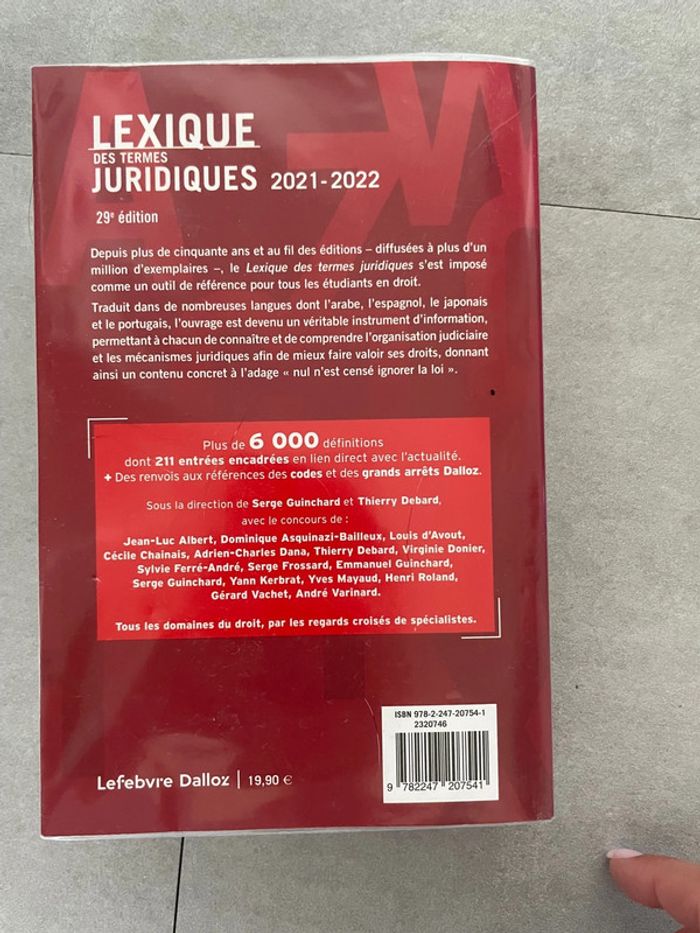 LEXIQUE
DES TERMES
JURIDIQUES 2021-2022
29e édition
Depuis plus de cinquante ans et au fil des éditions – diffusées à plus d'un
million d'exemplaires –, le Lexique des termes juridiques s'est imposé
comme un outil de référence pour tous les étudiants en droit.
Traduit dans de nombreuses langues dont l'arabe, l'espagnol, le japonais
et le portugais, l'ouvrage est devenu un véritable instrument d'information,
permettant à chacun de connaître et de comprendre l'organisation judiciaire
et les mécanismes juridiques afin de mieux faire valoir ses droits, donnant
ainsi un contenu concret à l'adage « nul n'est censé ignorer la loi ».
Plus de 6 000 définitions
dont 211 entrées encadrées en lien direct avec l'actualité.
+ Des renvois aux références des codes et des grands arrêts Dalloz.
Sous la direction de Serge Guinchard et Thierry Debard,
avec le concours de :
Jean-Luc Albert, Dominique Asquinazi-Bailleux, Louis d'Avout,
Cécile Chainais, Adrien-Charles Dana, Thierry Debard, Virginie Donier,
Sylvie Ferré-André, Serge Frossard, Emmanuel Guinchard,
Serge Guinchard, Yann Kerbrat, Yves Mayaud, Henri Roland,
Gérard Vachet, André Varinard.
Tous les domaines du droit, par les regards croisés de spécialistes.
ISBN 978-2-247-20754-1
2320746
9 782247 207541
Lefebvre Dalloz | 19,90 €